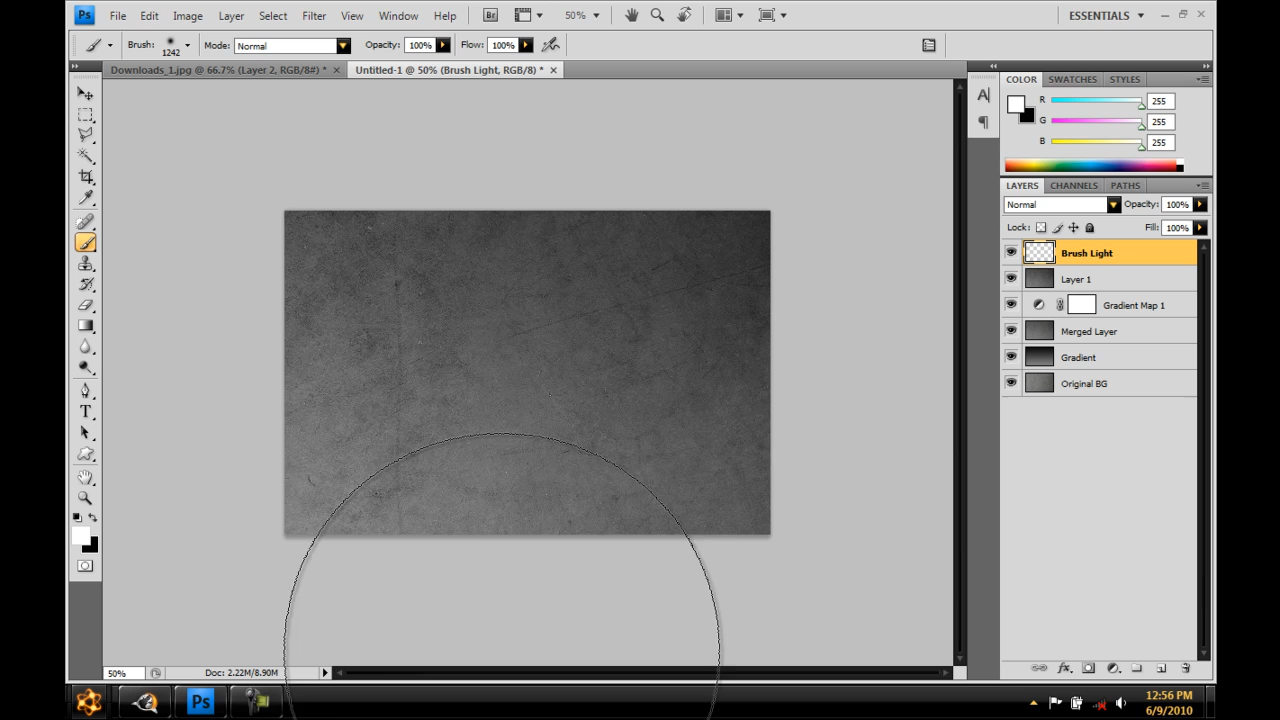 Ps File Edit Image Layer Select Filter View Window Help Br 50% ESSENTIALS
Brush: 1242 Mode: Normal Opacity: 100% Flow: 100%
Downloads_1.jpg @ 66.7% (Layer 2, RGB/8#) * Untitled-1 @ 50% (Brush Light, RGB/8) *
COLOR SWATCHES STYLES
R 255
G 255
B 255
LAYERS CHANNELS PATHS
Normal Opacity: 100%
Lock: Fill: 100%
Brush Light
Layer 1
Gradient Map 1
Merged Layer
Gradient
Original BG
50% Doc: 2.22M/8.90M
Ps
12:56 PM
6/9/2010